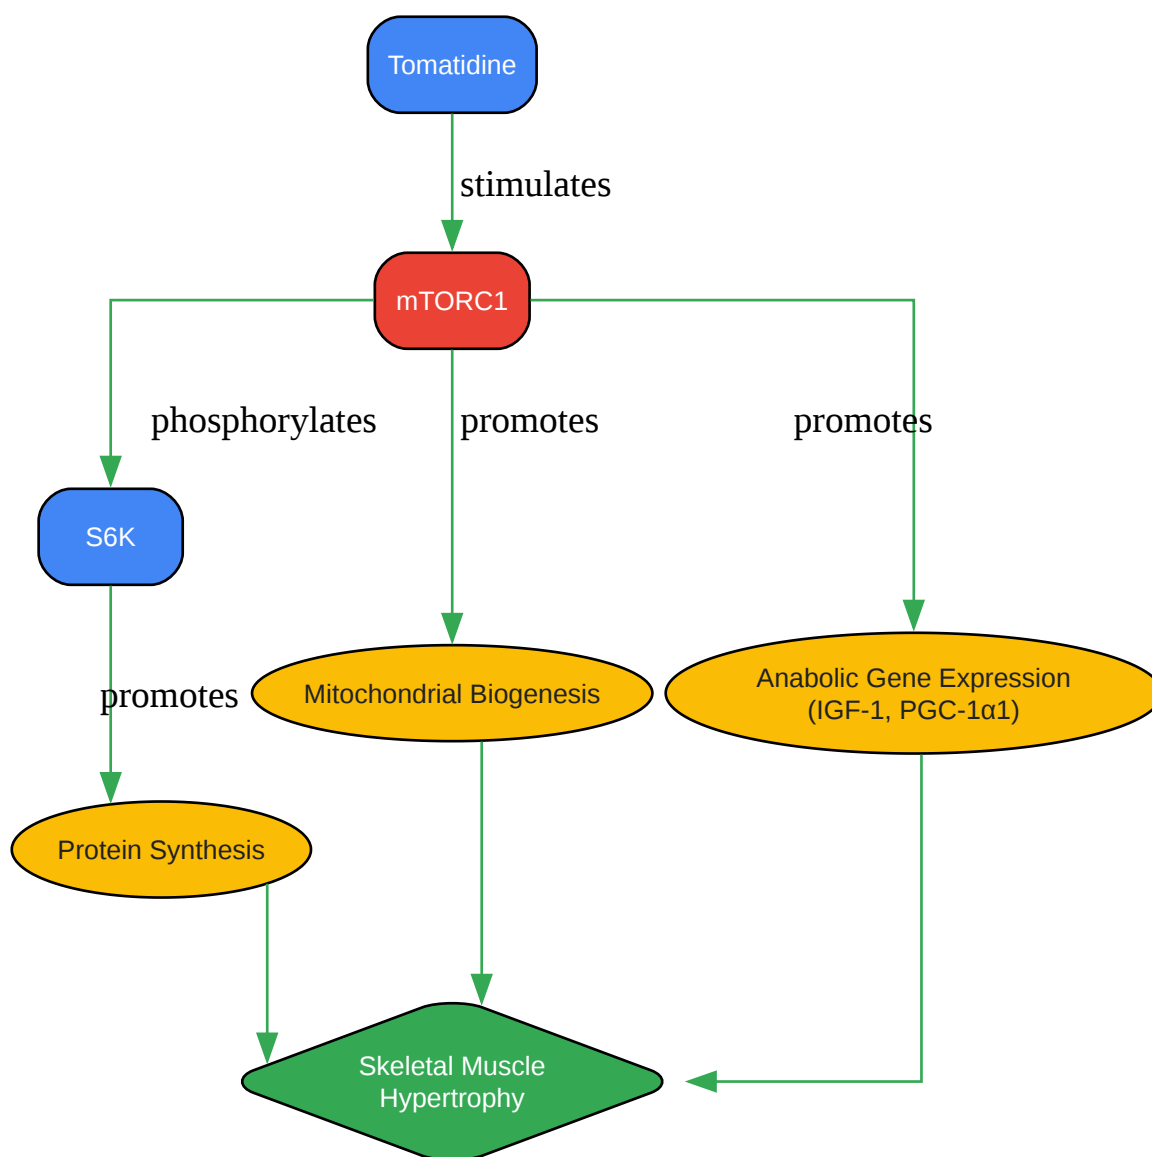 Tomatidine
stimulates
mTORC1
phosphorylates
promotes
promotes
S6K
promotes
Mitochondrial Biogenesis
Anabolic Gene Expression
(IGF-1, PGC-1α1)
Protein Synthesis
Skeletal Muscle
Hypertrophy